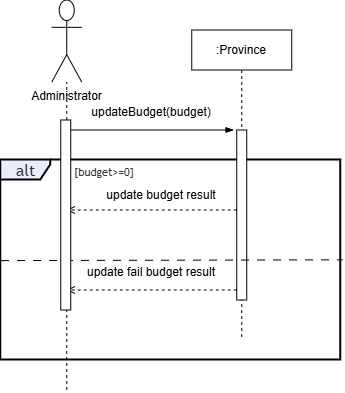 :Province
Administrator
updateBudget(budget)
alt
[budget>=0]
update budget result
update fail budget result